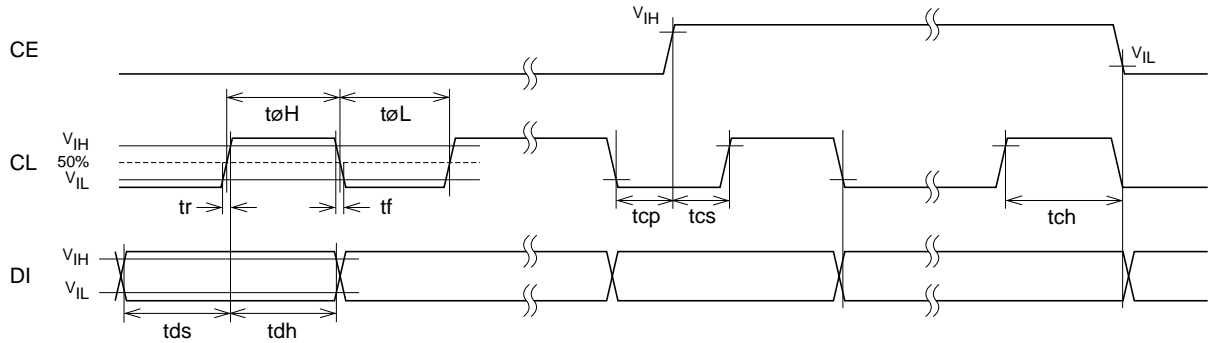 VIH
CE
VIL
tøH
tøL
VIH
CL
50%
VIL
tr
tf
tcp
tcs
tch
VIH
DI
VIL
tds
tdh